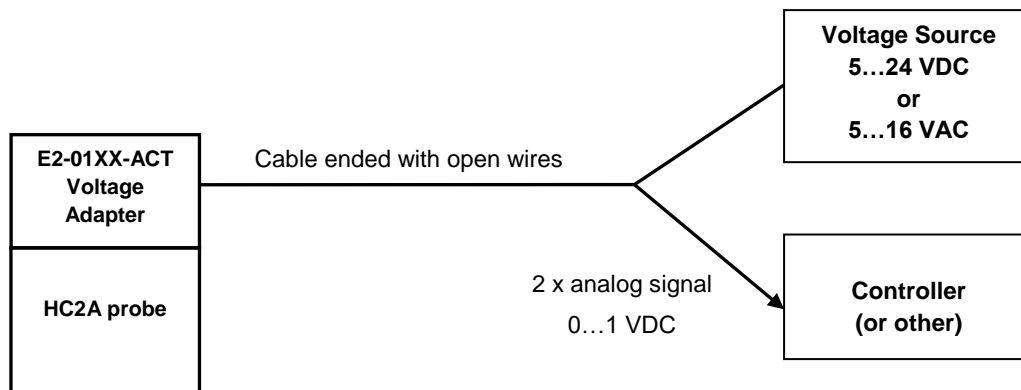 Voltage Source
5…24 VDC
or
5…16 VAC
E2-01XX-ACT
Voltage
Adapter
Cable ended with open wires
HC2A probe
2 x analog signal
0…1 VDC
Controller
(or other)